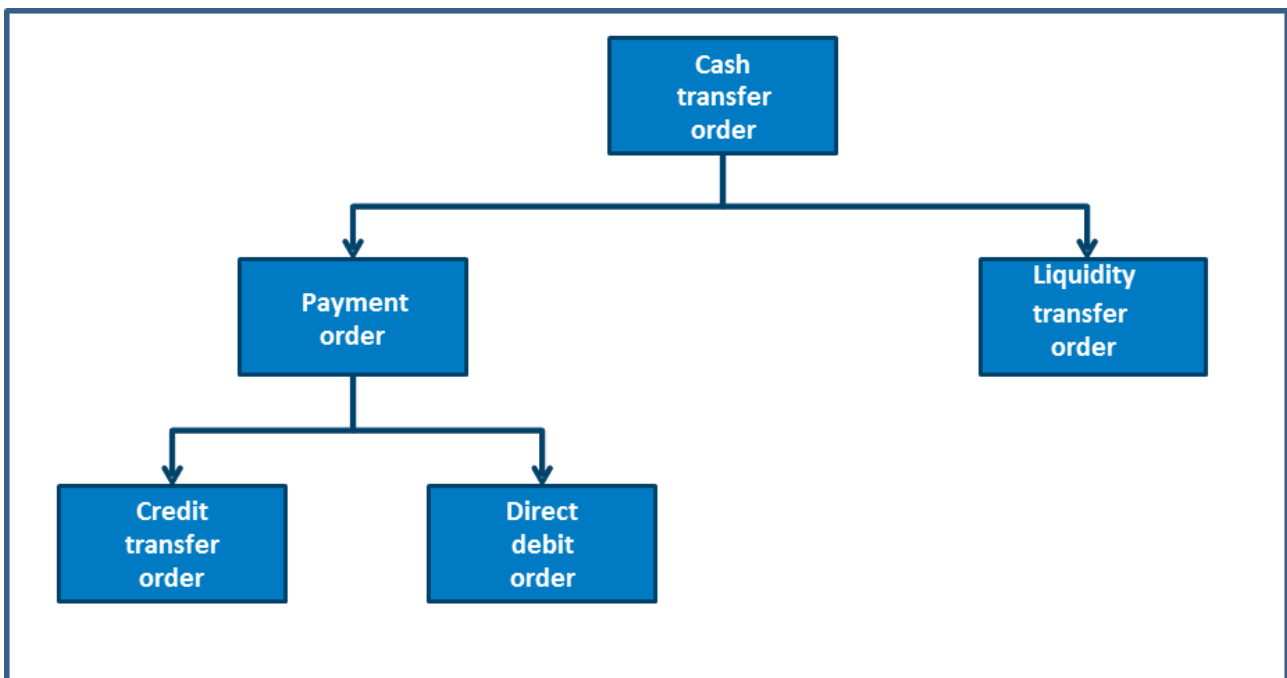 Cash
transfer
order
Payment
order
Liquidity
transfer
order
Credit
transfer
order
Direct
debit
order